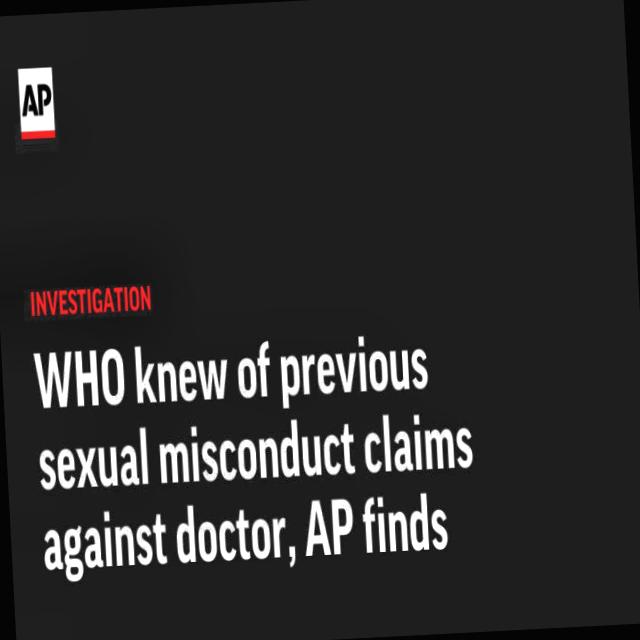 AP
INVESTIGATION
WHO knew of previous
sexual misconduct claims
against doctor, AP finds